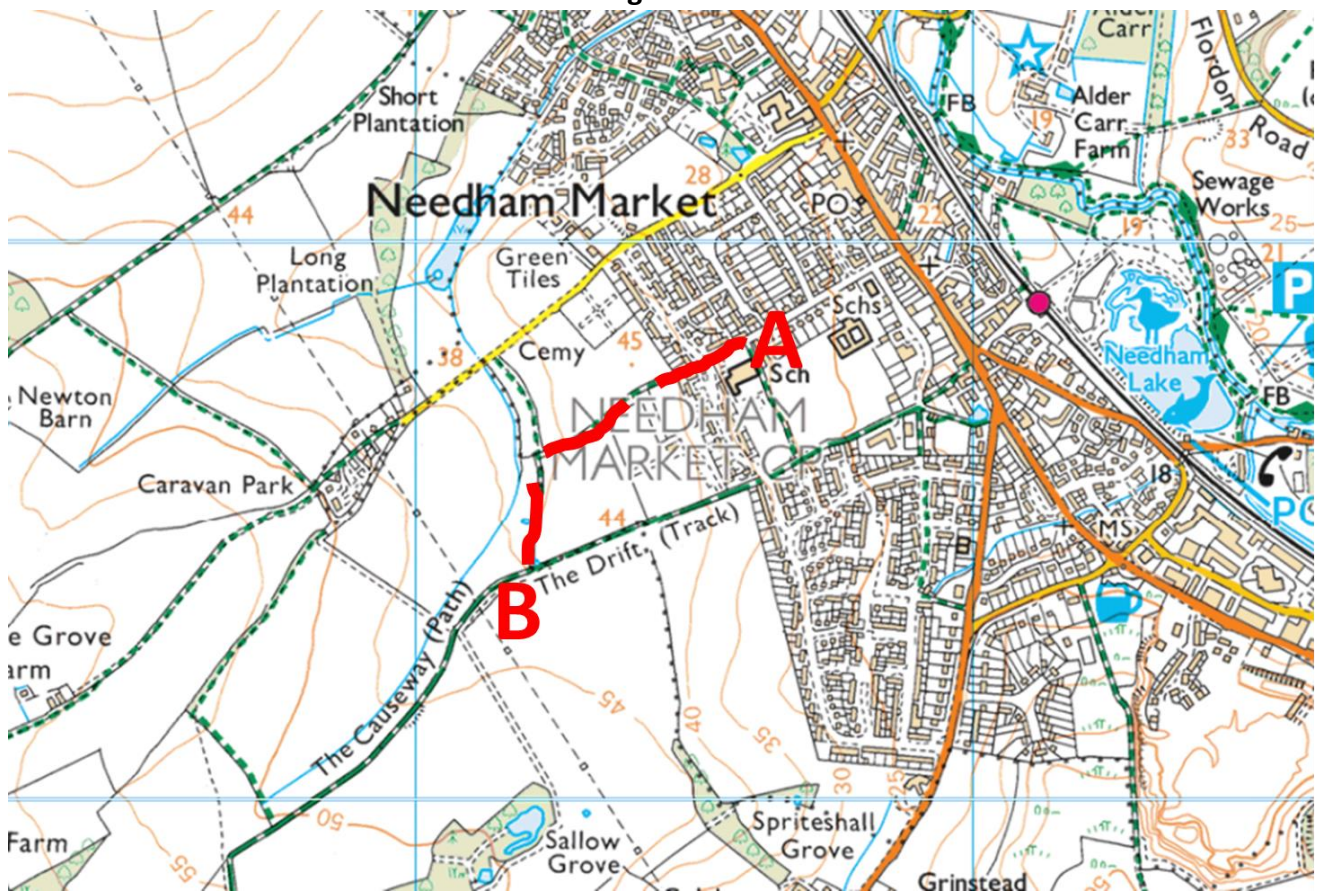 Alder
Carr
Flordon
Road
Short
Plantation
FB
Alder
Carr
Farm
19
33
Needham Market
28
PO
22
Sewage
Works
44
19
25
21
Long
Plantation
Green
Tiles
P
20
Schs
A
Cemy
45
38
Sch
Needham
Lake
FB
Newton
Barn
NEEDHAM
MARKET CP
Caravan Park
18
PC
44
The Drift (Track)
MS
B
The Causeway (Path)
45
40
35
30
25
50
Spriteshall
Grove
Sallow
Grove
Farm
55
Grinstead